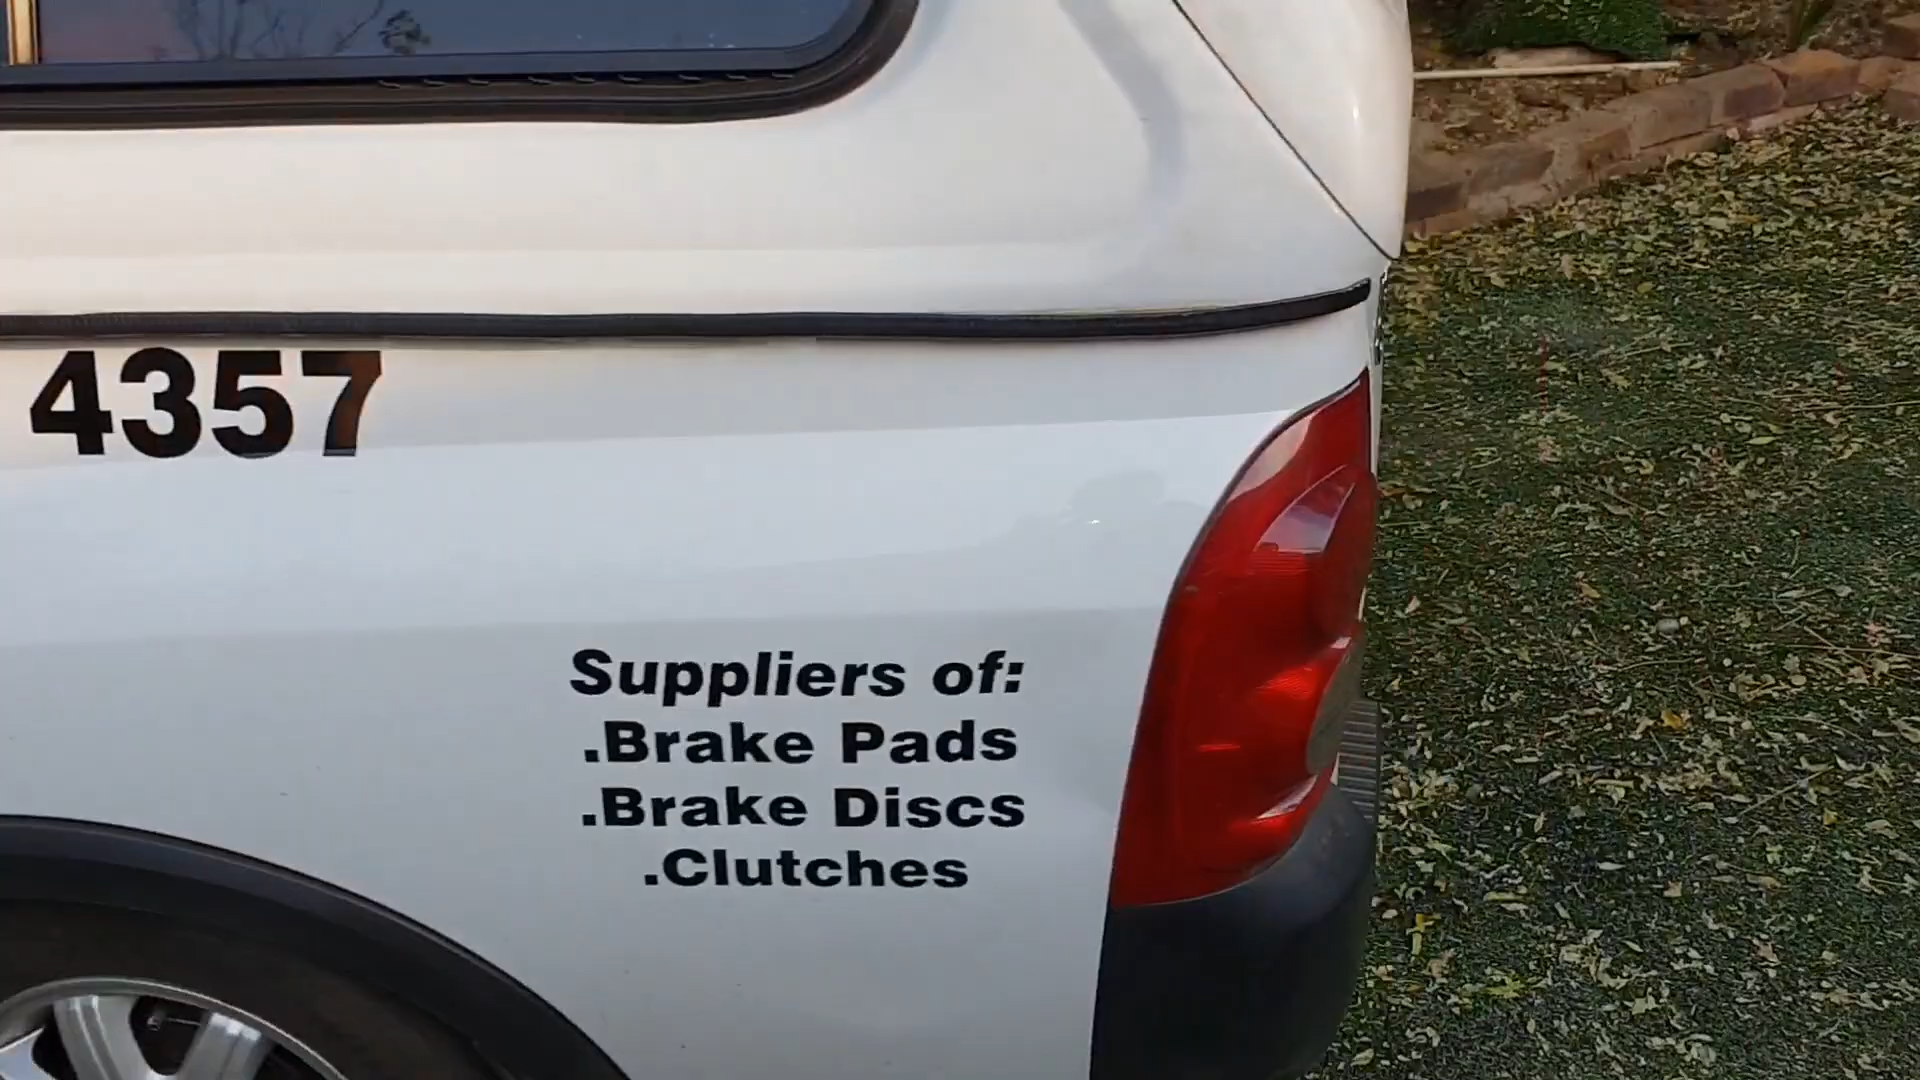 4357
Suppliers of:
.Brake Pads
.Brake Discs
.Clutches